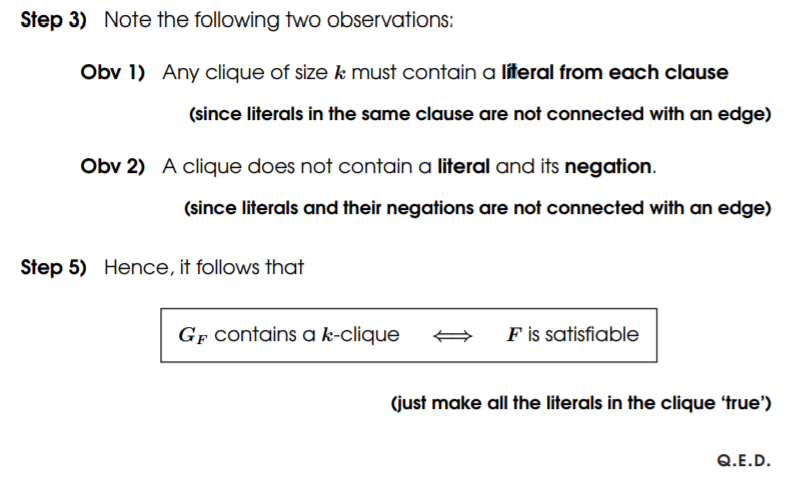 Step 3) Note the following two observations:
Obv 1) Any clique of size k must contain a literal from each clause
(since literals in the same clause are not connected with an edge)
Obv 2) A clique does not contain a literal and its negation.
(since literals and their negations are not connected with an edge)
Step 5) Hence, it follows that
G_F contains a k-clique ⟺ F is satisfiable
(just make all the literals in the clique ‘true’)
Q.E.D.